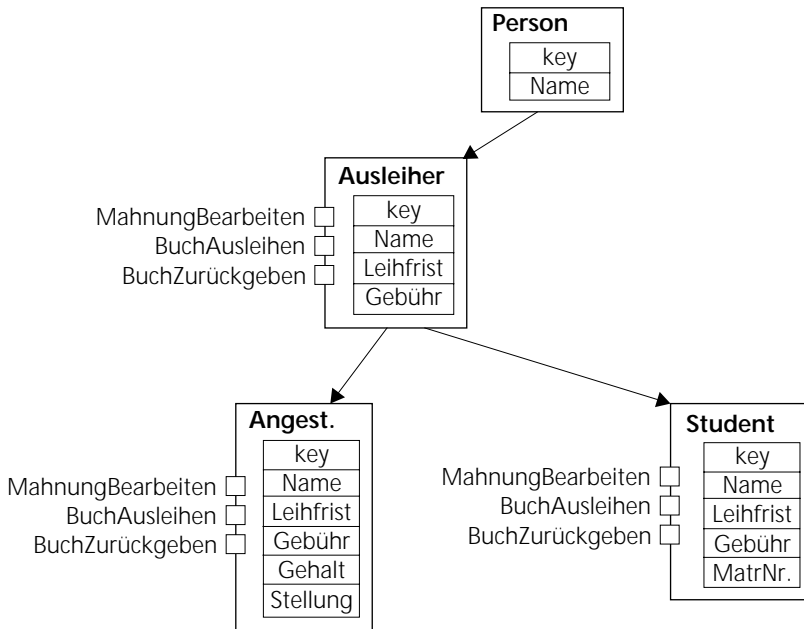 Person
key
Name
Ausleiher
MahnungBearbeiten
BuchAusleihen
BuchZurückgeben
key
Name
Leihfrist
Gebühr
Angest.
MahnungBearbeiten
BuchAusleihen
BuchZurückgeben
key
Name
Leihfrist
Gebühr
Gehalt
Stellung
Student
MahnungBearbeiten
BuchAusleihen
BuchZurückgeben
key
Name
Leihfrist
Gebühr
MatrNr.